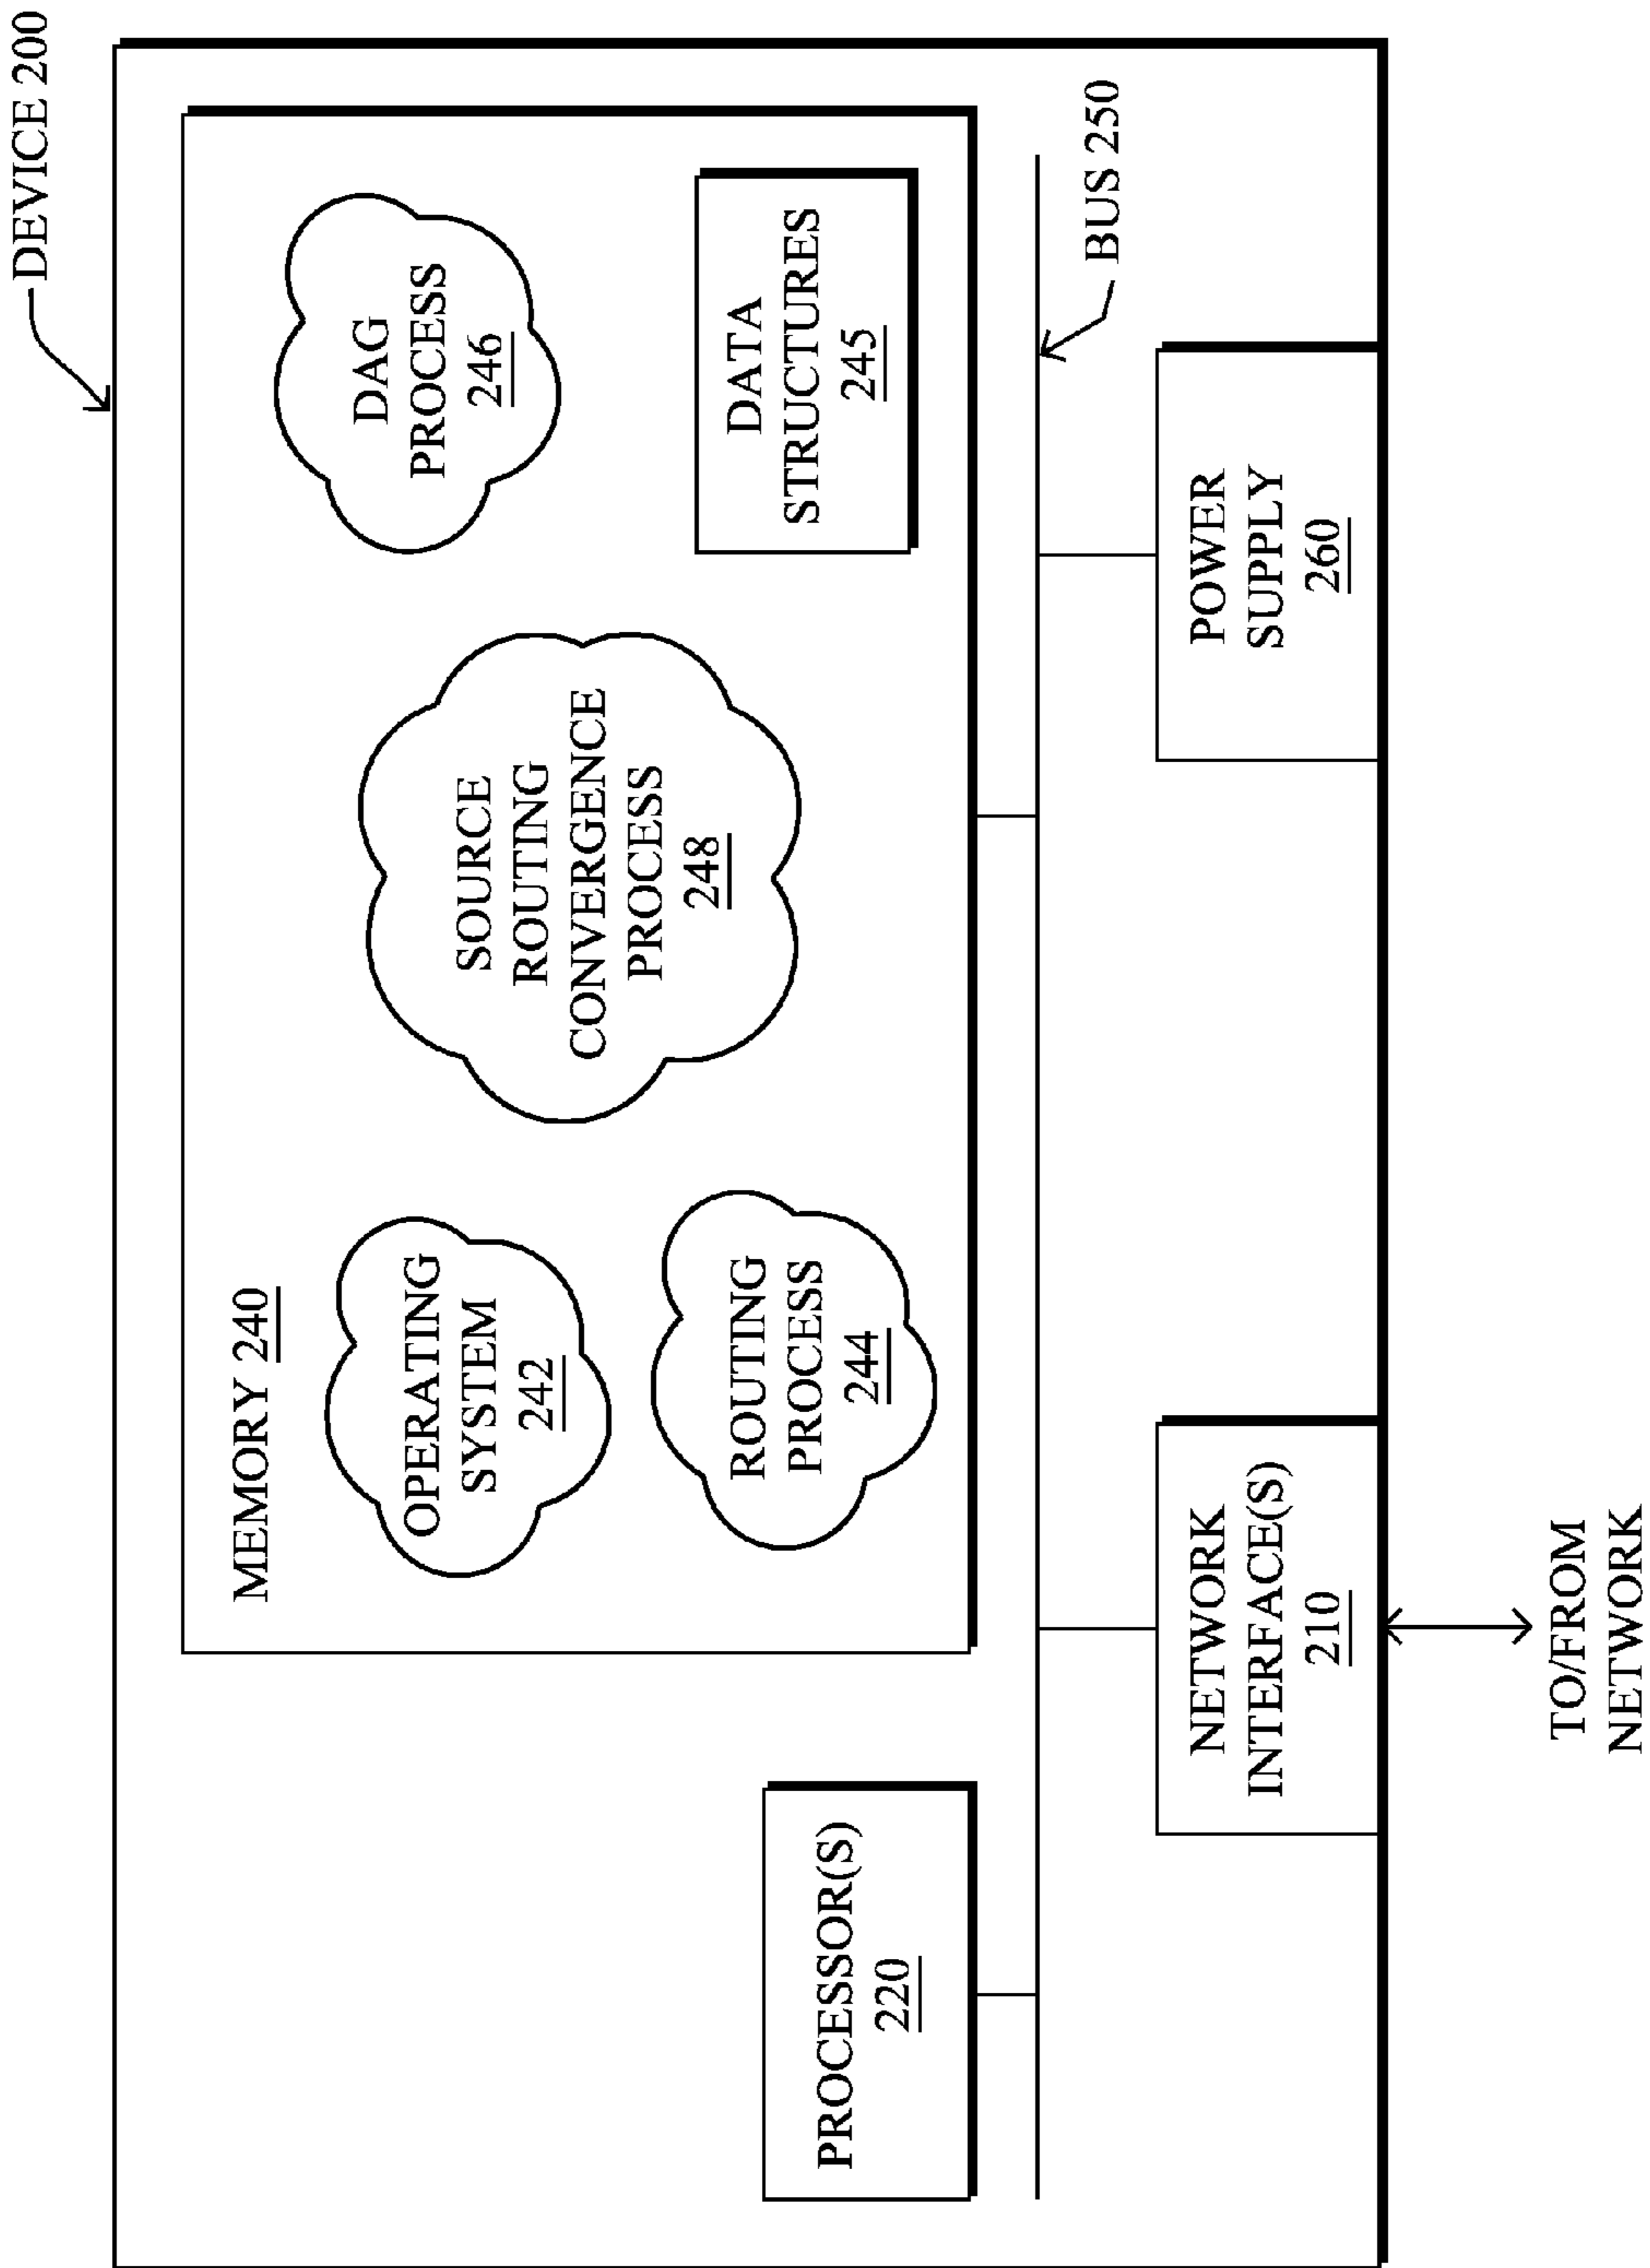 DEVICE 200
MEMORY 240
OPERATING
SYSTEM
242
ROUTING
PROCESS
244
SOURCE
ROUTING
CONVERGENCE
PROCESS
248
DAG
PROCESS
246
DATA
STRUCTURES
245
PROCESSOR(S)
220
BUS 250
NETWORK
INTERFACE(S)
210
POWER
SUPPLY
260
TO/FROM
NETWORK